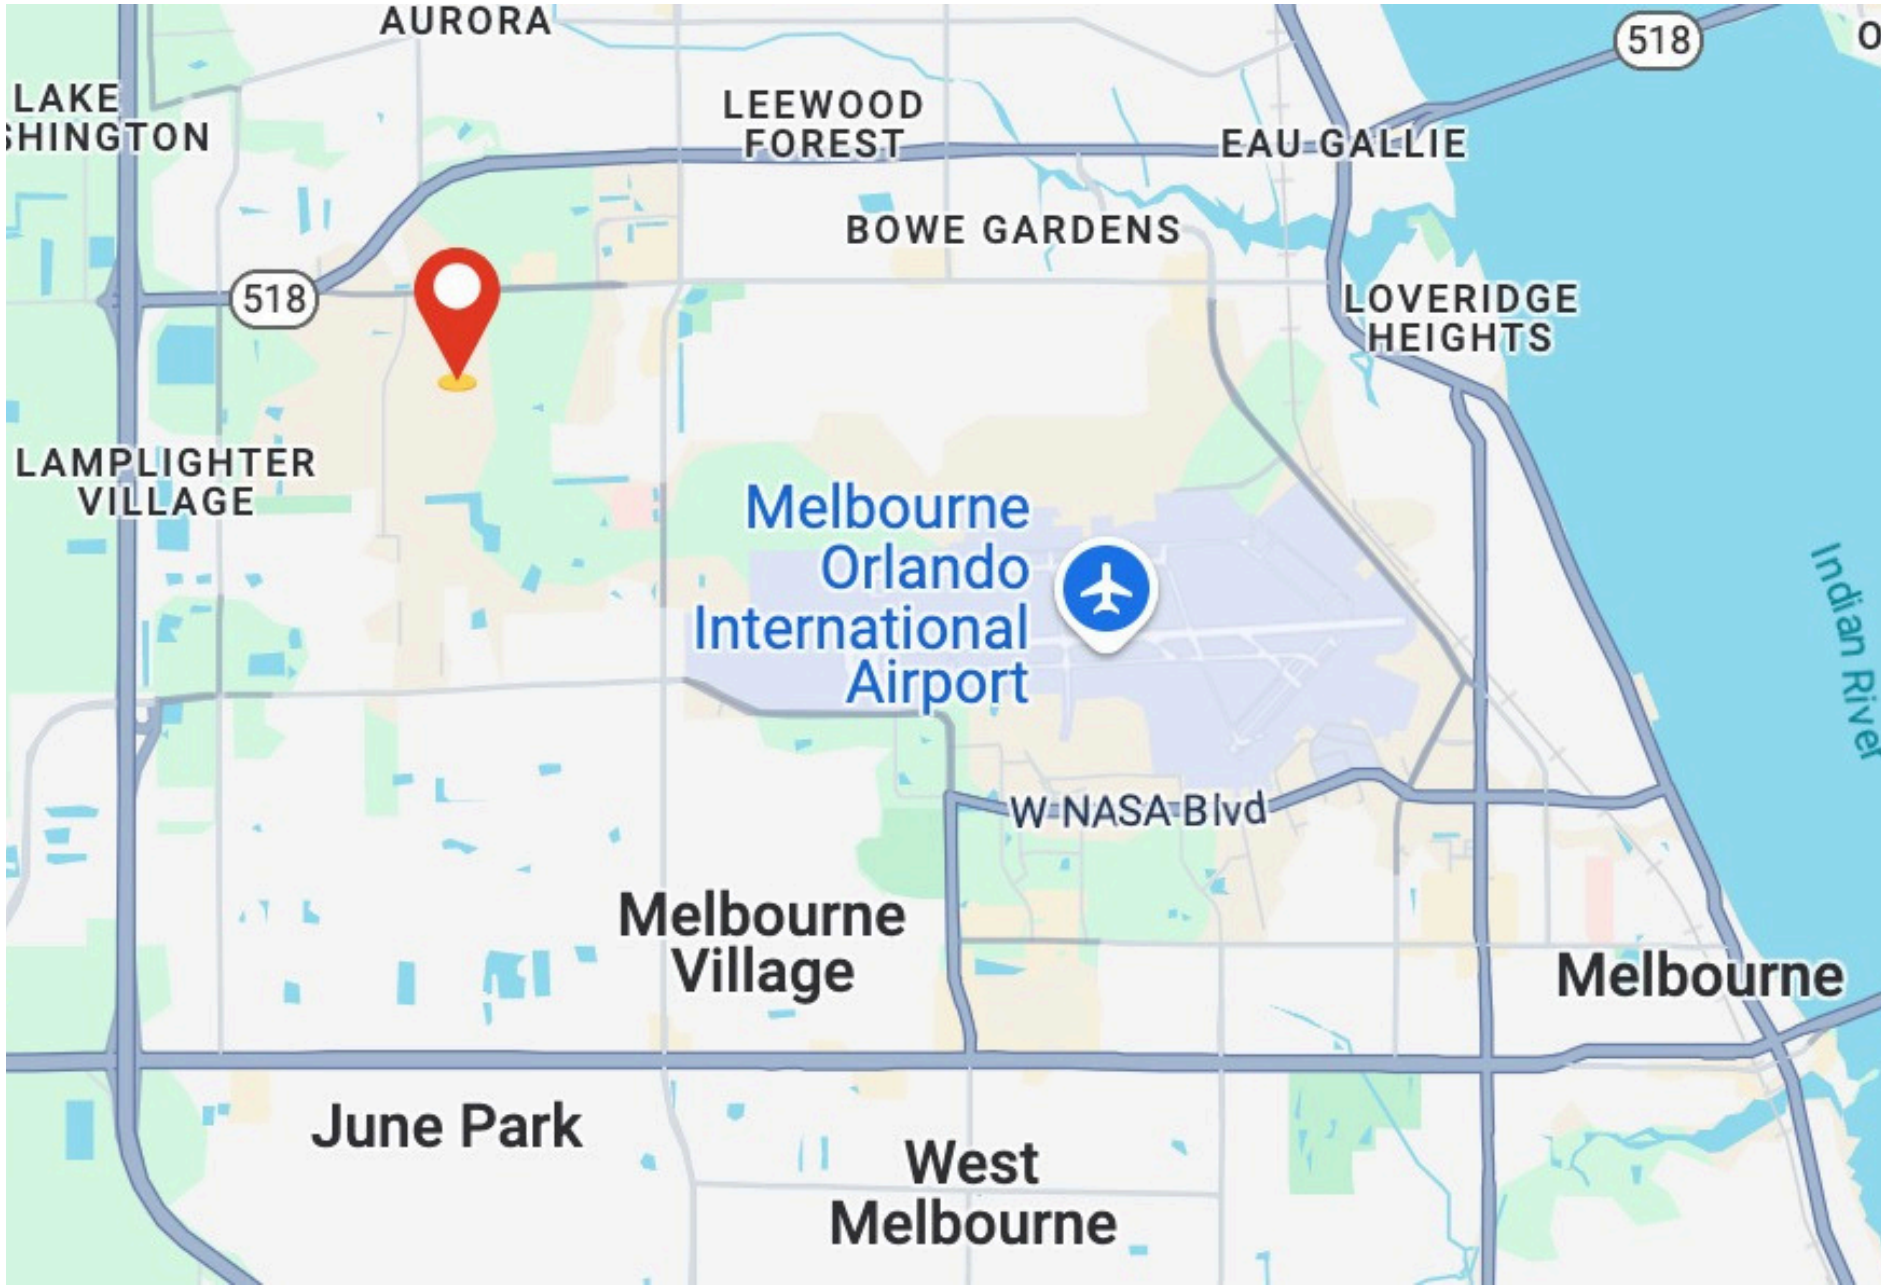 AURORA
518
O
LAKE
SHINGTON
LEEWOOD
FOREST
EAU GALLIE
BOWE GARDENS
518
LOVERIDGE
HEIGHTS
LAMPLIGHTER
VILLAGE
Melbourne
Orlando
International
Airport
Indian River
W NASA Blvd
Melbourne
Village
Melbourne
June Park
West
Melbourne